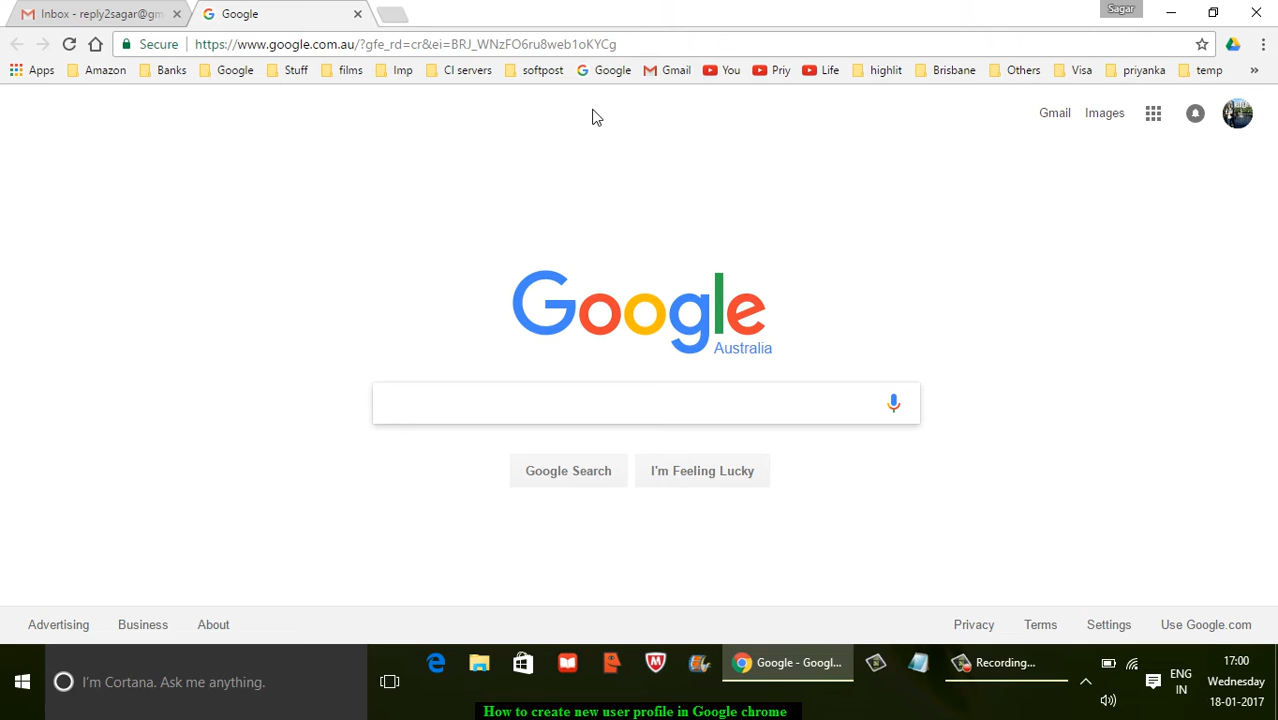 Inbox - reply2sagar@gm
Google
Sagar
Secure
https://www.google.com.au/?gfe_rd=cr&ei=BRJ_WNzFO6ru8web1oKYCg
Apps Amazon Banks Google Stuff films Imp CI servers softpost Google Gmail You Priy Life highlit Brisbane Others Visa priyanka temp »
Gmail Images
Google
Australia
Google Search
I'm Feeling Lucky
Advertising Business About
Privacy Terms Settings Use Google.com
I'm Cortana. Ask me anything.
Google - Googl...
Recording...
ENG
IN
17:00
Wednesday
18-01-2017
How to create new user profile in Google chrome